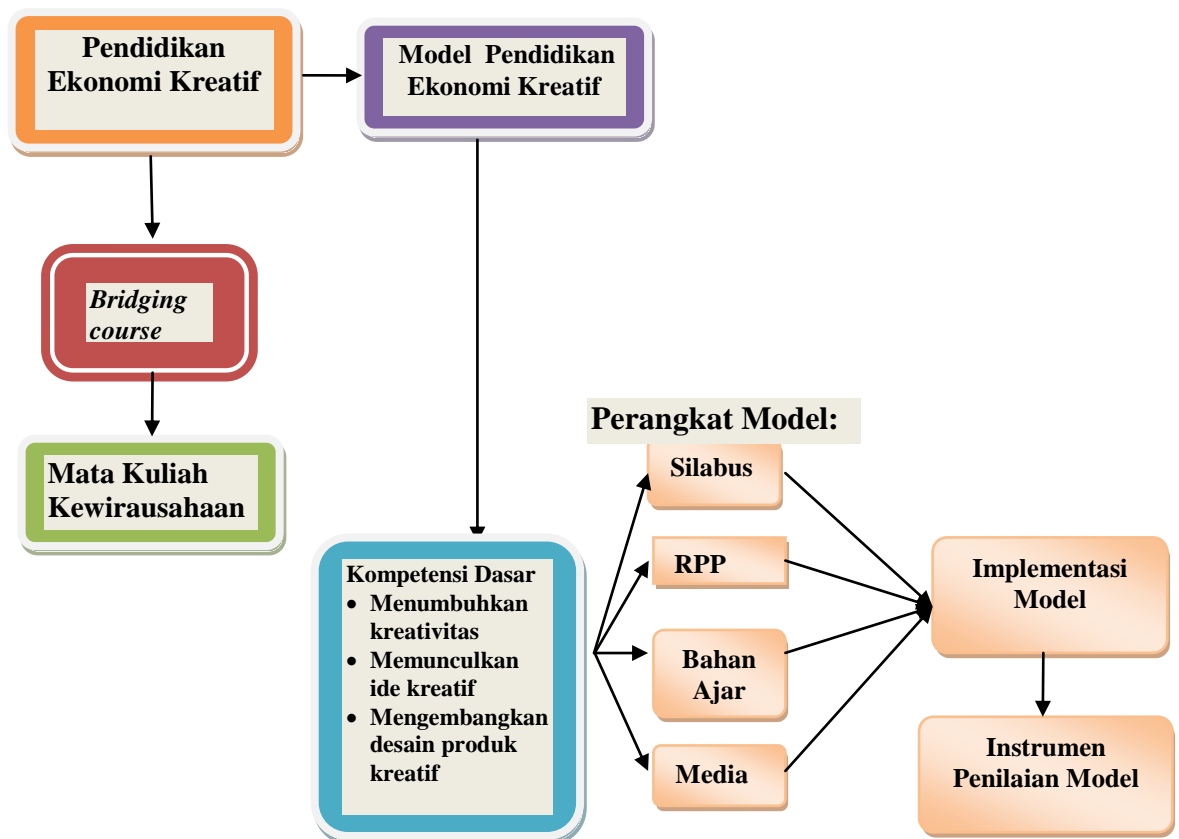 Pendidikan
Ekonomi Kreatif
Model Pendidikan
Ekonomi Kreatif
Bridging
course
Mata Kuliah
Kewirausahaan
Kompetensi Dasar
• Menumbuhkan
kreativitas
• Memunculkan
ide kreatif
• Mengembangkan
desain produk
kreatif
Perangkat Model:
Silabus
RPP
Bahan
Ajar
Media
Implementasi
Model
Instrumen
Penilaian Model